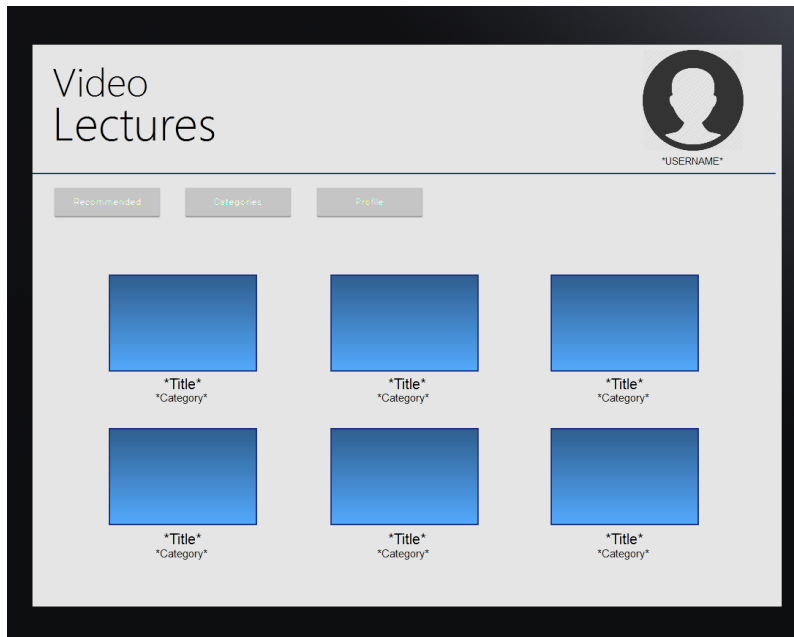 Video
Lectures
*USERNAME*
Recommended Categories Profile
*Title* *Title* *Title*
*Category* *Category* *Category*
*Title* *Title* *Title*
*Category* *Category* *Category*